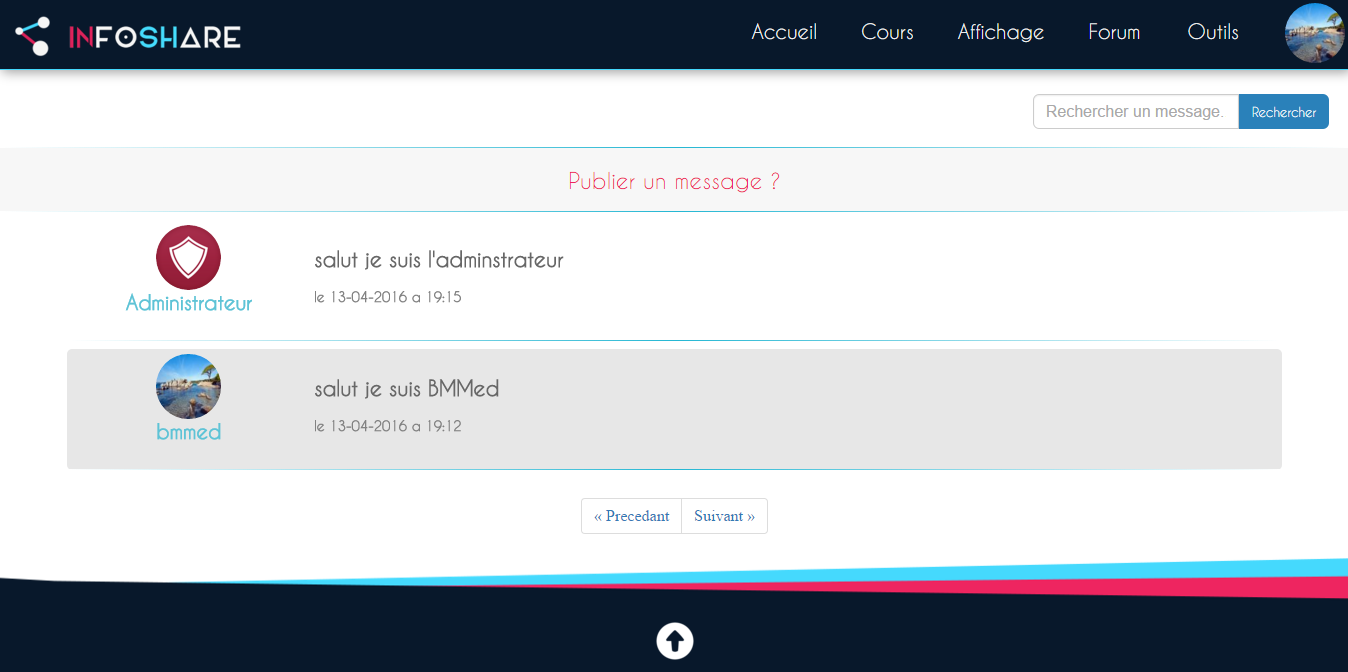 INFOSHARE
Accueil Cours Affichage Forum Outils
Rechercher un message. Rechercher
Publier un message ?
salut je suis l'adminstrateur
le 13-04-2016 a 19:15
Administrateur
salut je suis BMMed
le 13-04-2016 a 19:12
bmmed
« Precedant Suivant »